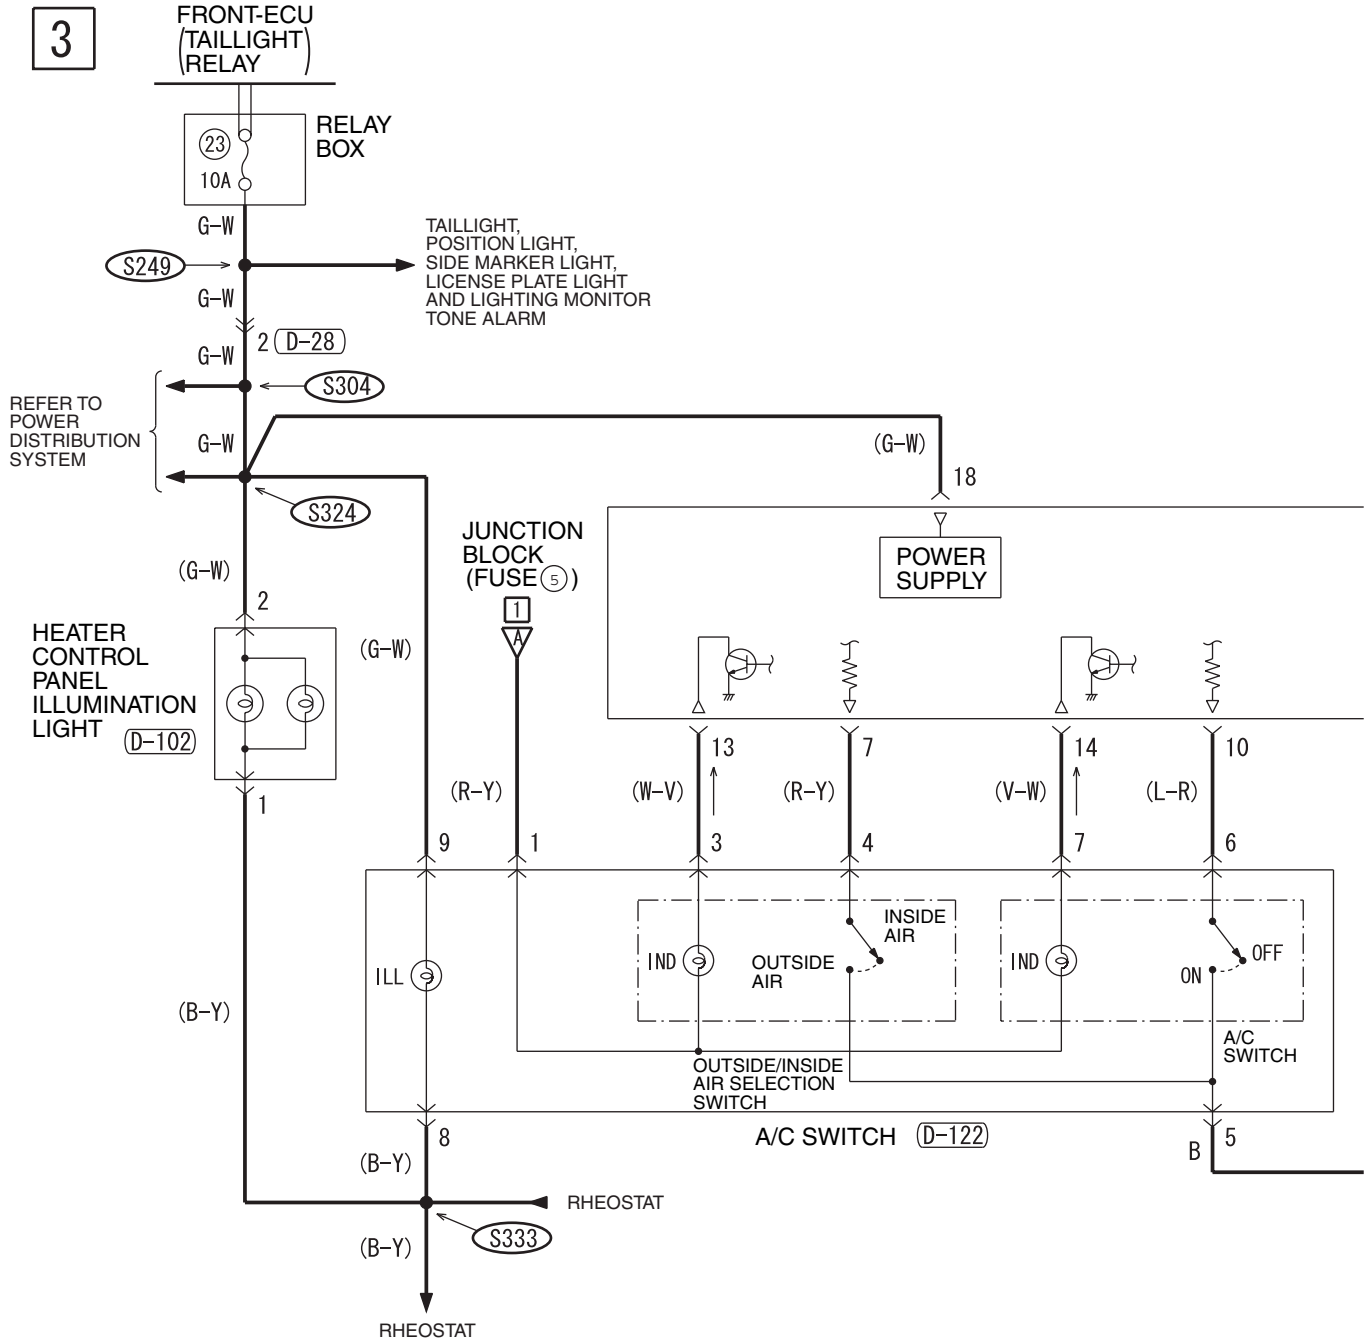 3
FRONT-ECU
(TAILLIGHT
RELAY)
RELAY
BOX
23
10A
G-W
S249
TAILLIGHT,
POSITION LIGHT,
SIDE MARKER LIGHT,
LICENSE PLATE LIGHT
AND LIGHTING MONITOR
TONE ALARM
G-W
2 D-28
G-W
S304
REFER TO
POWER
DISTRIBUTION
SYSTEM
G-W
(G-W)
18
S324
JUNCTION
BLOCK
(FUSE 5)
1
A
POWER
SUPPLY
(G-W)
2
HEATER
CONTROL
PANEL
ILLUMINATION
LIGHT
D-102
(G-W)
1
13
7
14
10
(R-Y)
(W-V)
(R-Y)
(V-W)
(L-R)
9
1
3
4
7
6
INSIDE
AIR
OUTSIDE
AIR
IND
IND
OFF
ON
ILL
(B-Y)
A/C
SWITCH
OUTSIDE/INSIDE
AIR SELECTION
SWITCH
A/C SWITCH D-122
8
(B-Y)
B
5
RHEOSTAT
S333
(B-Y)
RHEOSTAT